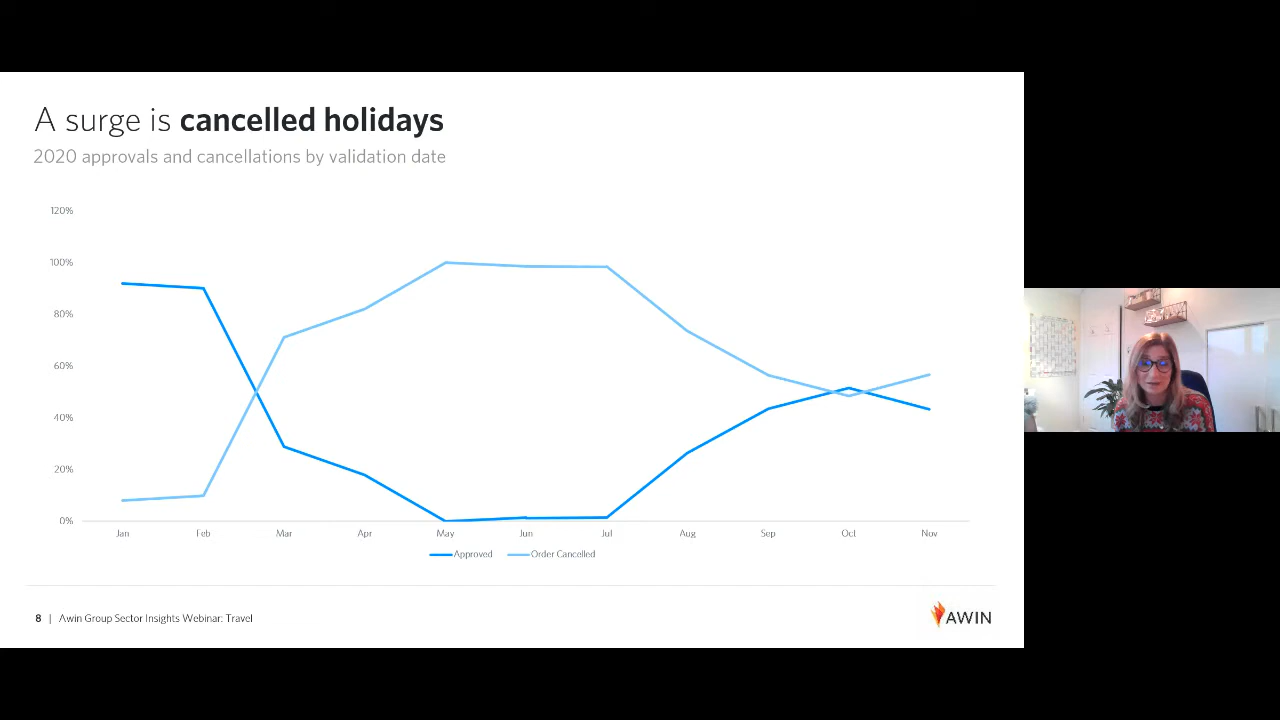 A surge is cancelled holidays
2020 approvals and cancellations by validation date
120%
100%
80%
60%
40%
20%
0%
Jan Feb Mar Apr May Jun Jul Aug Sep Oct Nov
Approved Order Cancelled
8 | Awin Group Sector Insights Webinar: Travel
AWIN